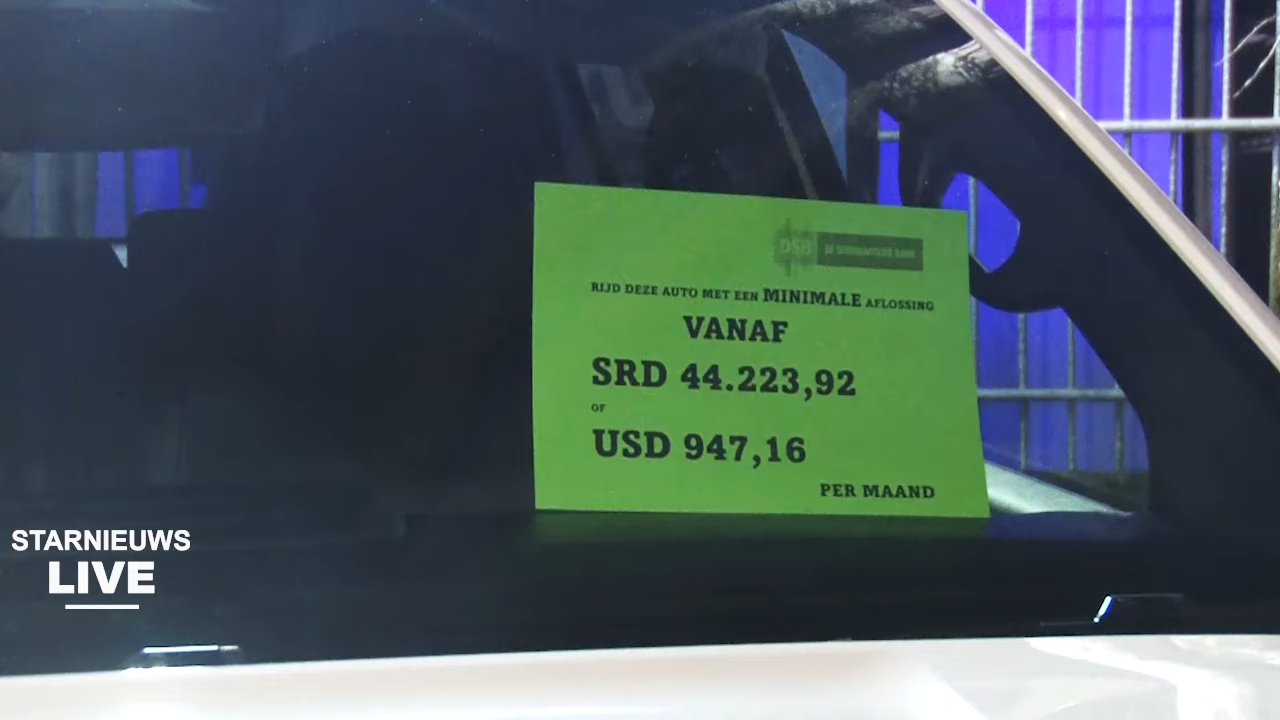 DSB DE SURINAAMSCHE BANK
RIJD DEZE AUTO MET EEN MINIMALE AFLOSSING
VANAF
SRD 44.223,92
OF
USD 947,16
PER MAAND
STARNIEUWS
LIVE